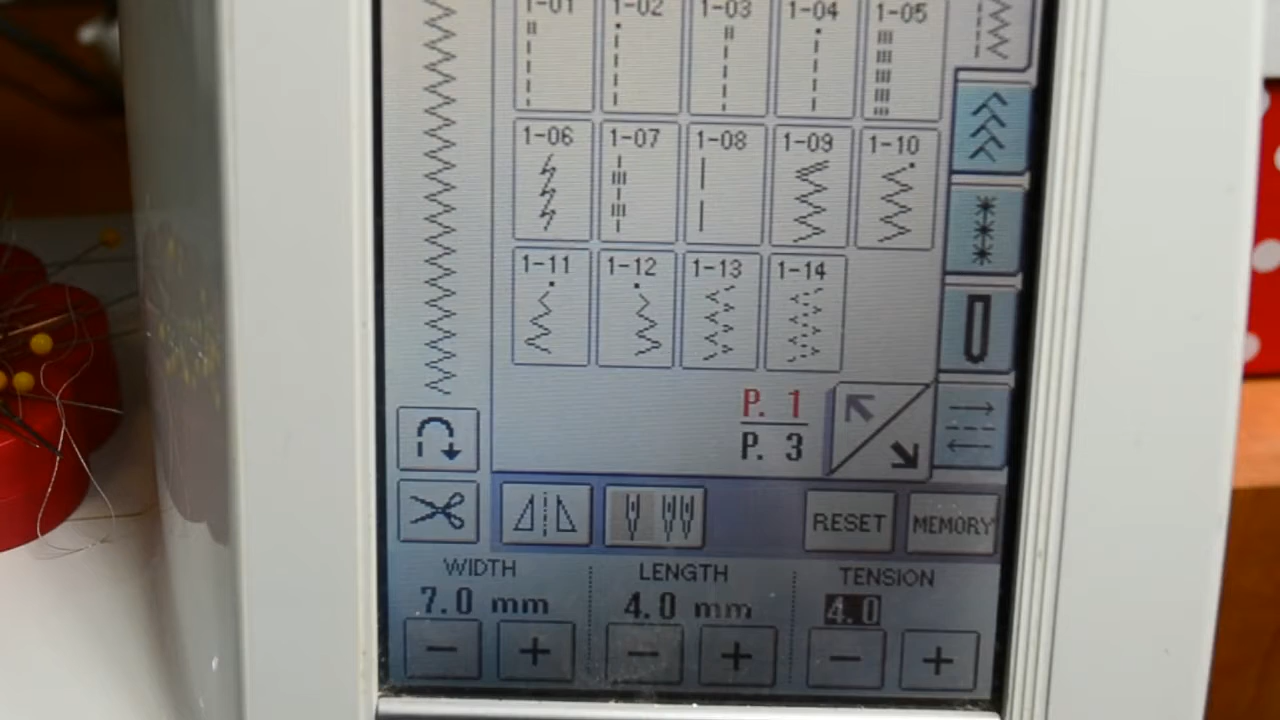 1-01 1-02 1-03 1-04 1-05
1-06 1-07 1-08 1-09 1-10
1-11 1-12 1-13 1-14
P. 1
P. 3
RESET MEMORY
WIDTH LENGTH TENSION
7.0 mm 4.0 mm 4.0